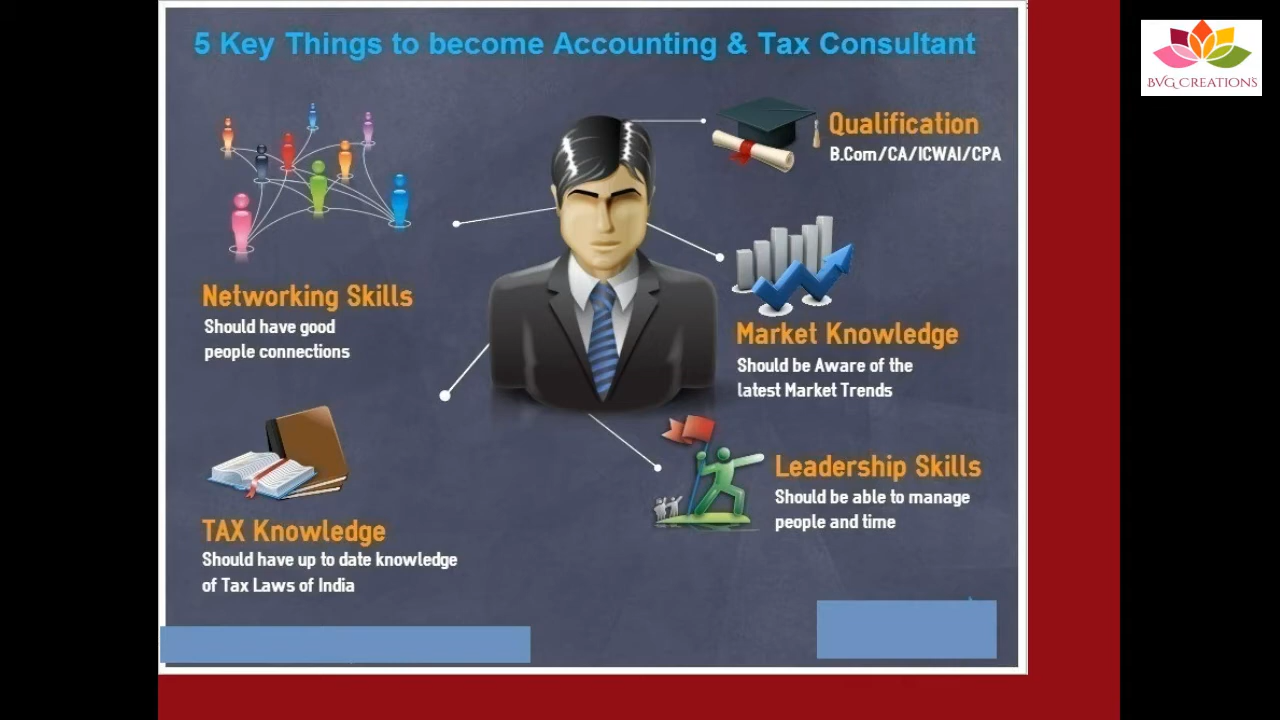 5 Key Things to become Accounting & Tax Consultant
BVG CREATIONS
Qualification
B.Com/CA/ICWAI/CPA
Networking Skills
Should have good
people connections
Market Knowledge
Should be Aware of the
latest Market Trends
Leadership Skills
Should be able to manage
people and time
TAX Knowledge
Should have up to date knowledge
of Tax Laws of India